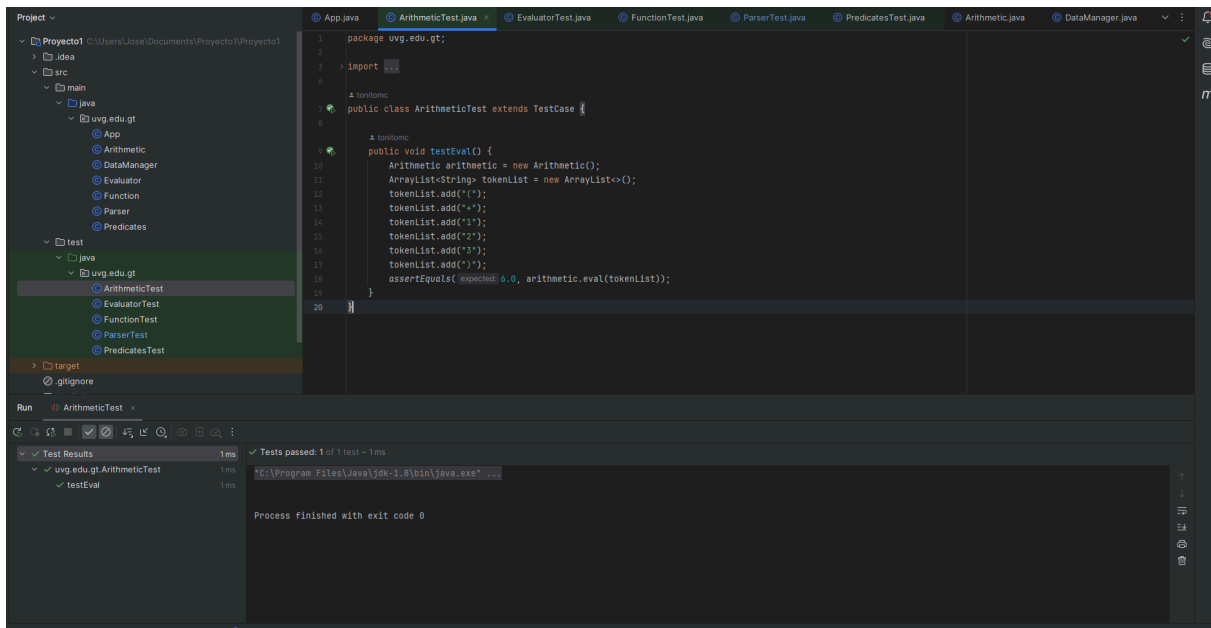 Project
App.java
ArithmeticTest.java
EvaluatorTest.java
FunctionTest.java
ParserTest.java
PredicatesTest.java
Arithmetic.java
DataManager.java
Proyecto1 C:\Users\Jose\Documents\Proyecto1\Proyecto1
.idea
src
main
java
uvg.edu.gt
App
Arithmetic
DataManager
Evaluator
Function
Parser
Predicates
test
java
uvg.edu.gt
ArithmeticTest
EvaluatorTest
FunctionTest
ParserTest
PredicatesTest
target
.gitignore
1 package uvg.edu.gt;
2
3 import ...
6
tonitomc
7 public class ArithmeticTest extends TestCase {
8
tonitomc
9 public void testEval() {
10 Arithmetic arithmetic = new Arithmetic();
11 ArrayList<String> tokenList = new ArrayList<>();
12 tokenList.add("(");
13 tokenList.add("+");
14 tokenList.add("1");
15 tokenList.add("2");
16 tokenList.add("3");
17 tokenList.add(")");
18 assertEquals( expected: 6.0, arithmetic.eval(tokenList));
19 }
20 }
Run ArithmeticTest
Test Results 1 ms
uvg.edu.gt.ArithmeticTest 1 ms
testEval 1 ms
Tests passed: 1 of 1 test – 1 ms
"C:\Program Files\Java\jdk-1.8\bin\java.exe" ...
Process finished with exit code 0